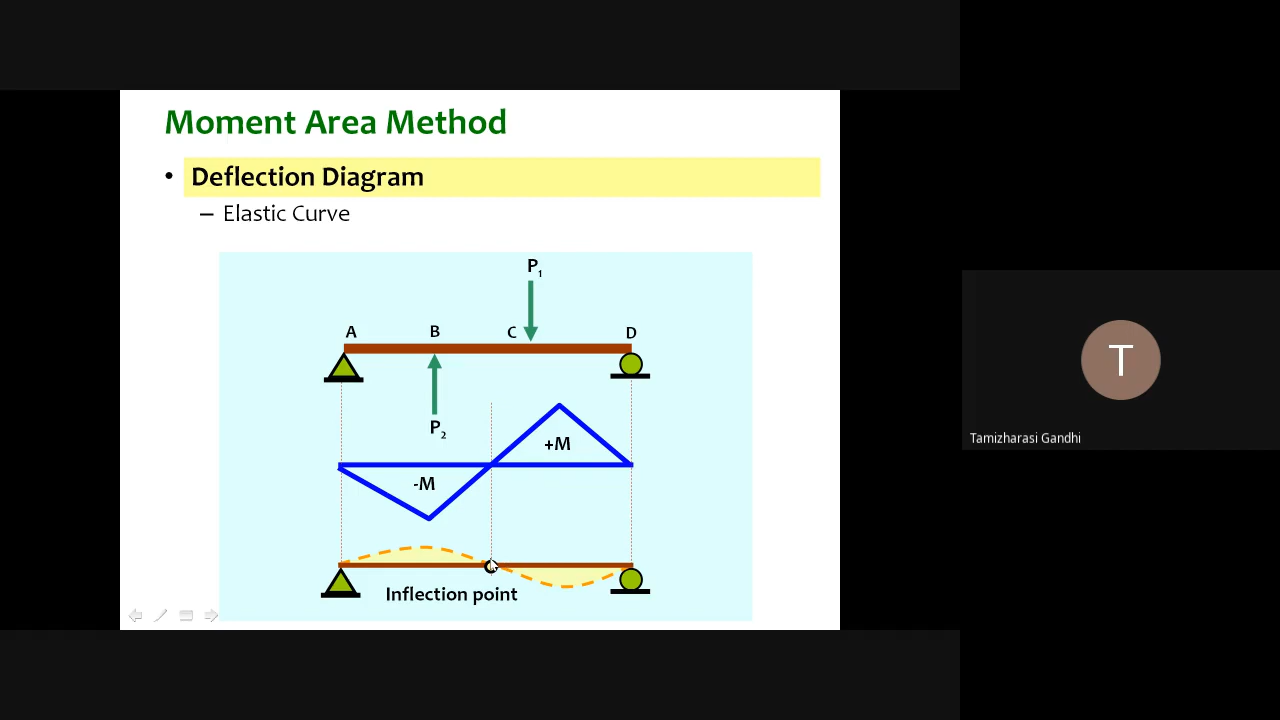 Moment Area Method
• Deflection Diagram
– Elastic Curve
P1
A B C D
P2
+M
-M
Inflection point
T
Tamizharasi Gandhi